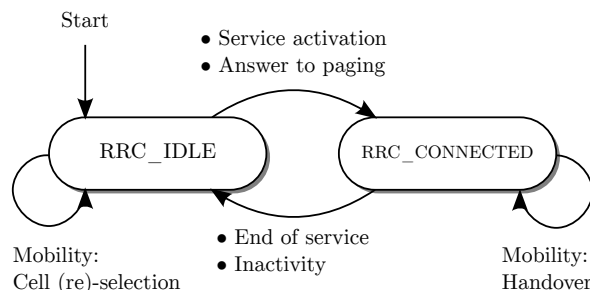 Start
• Service activation
• Answer to paging
RRC_IDLE
RRC_CONNECTED
• End of service
• Inactivity
Mobility:
Cell (re)-selection
Mobility:
Handover